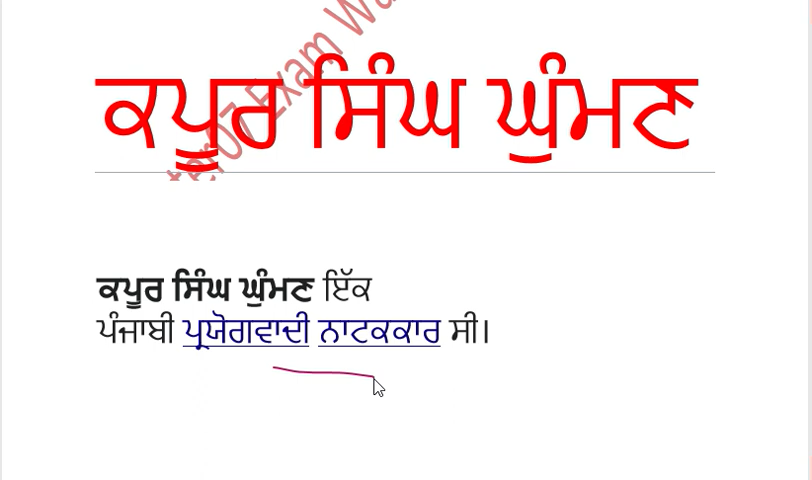 ਕਪੂਰ ਸਿੰਘ ਘੁੰਮਣ
ਕਪੂਰ ਸਿੰਘ ਘੁੰਮਣ ਇੱਕ
ਪੰਜਾਬੀ ਪ੍ਰਯੋਗਵਾਦੀ ਨਾਟਕਕਾਰ ਸੀ।